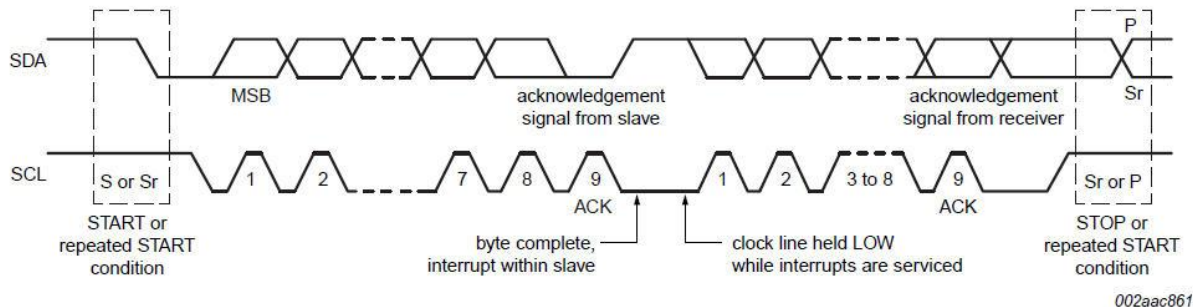 SDA
MSB
acknowledgement
signal from slave
acknowledgement
signal from receiver
P
Sr
SCL
S or Sr
1
2
7
8
9
ACK
1
2
3 to 8
9
ACK
Sr or P
START or
repeated START
condition
byte complete,
interrupt within slave
clock line held LOW
while interrupts are serviced
STOP or
repeated START
condition
002aac861